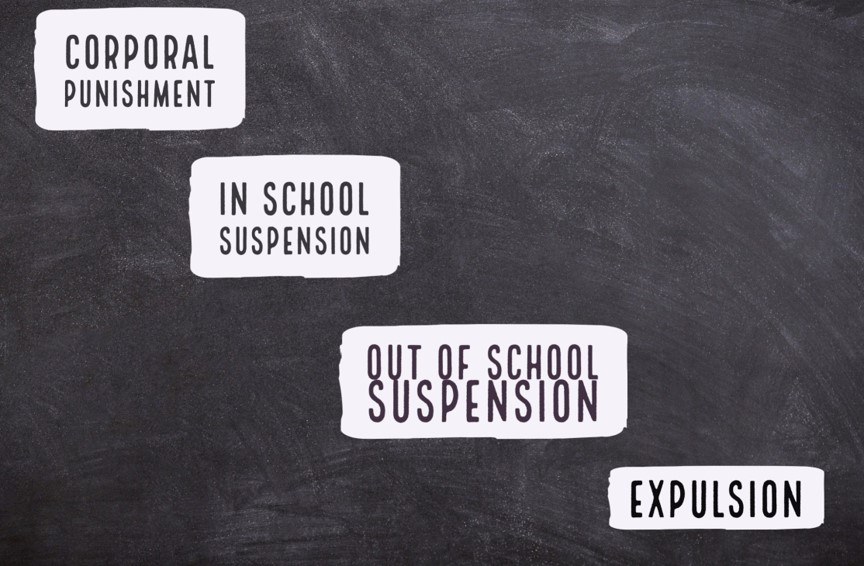 CORPORAL
PUNISHMENT
IN SCHOOL
SUSPENSION
OUT OF SCHOOL
SUSPENSION
EXPULSION